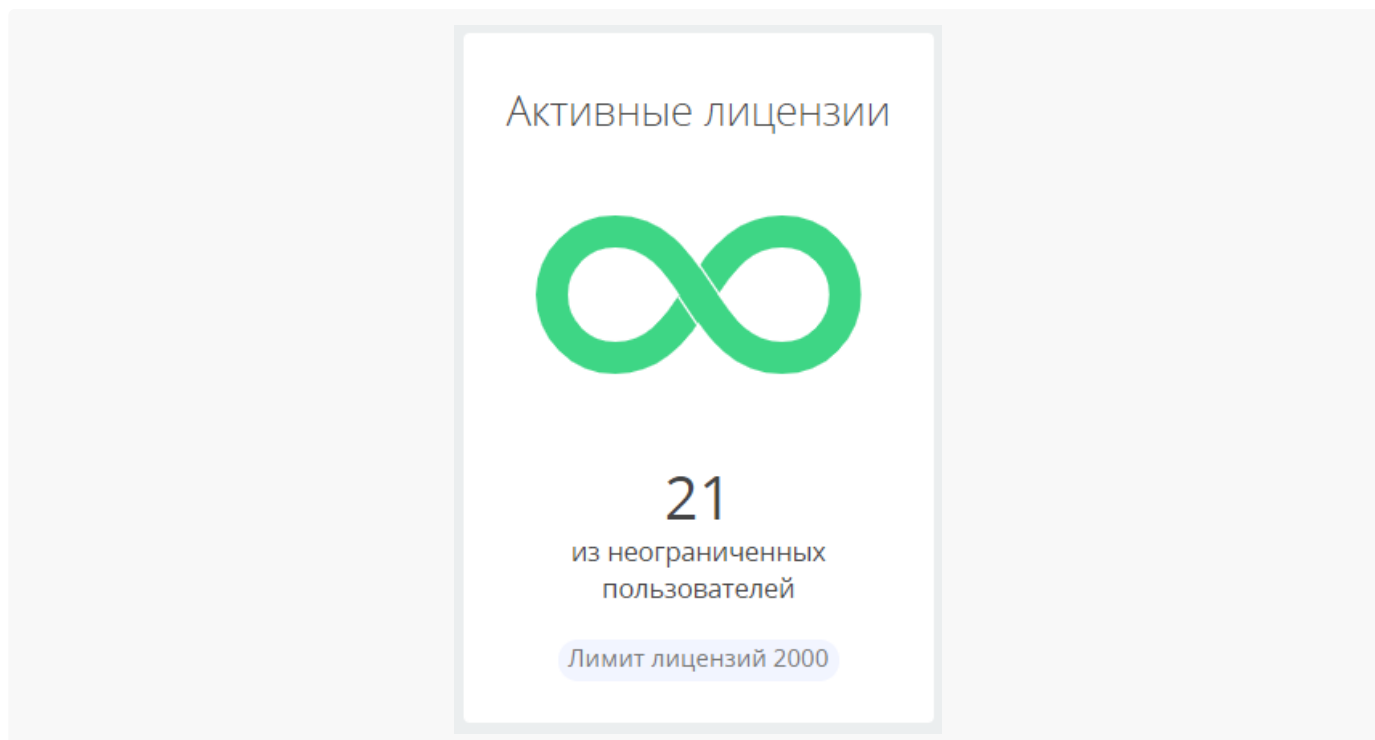 Активные лицензии
21
из неограниченных
пользователей
Лимит лицензий 2000